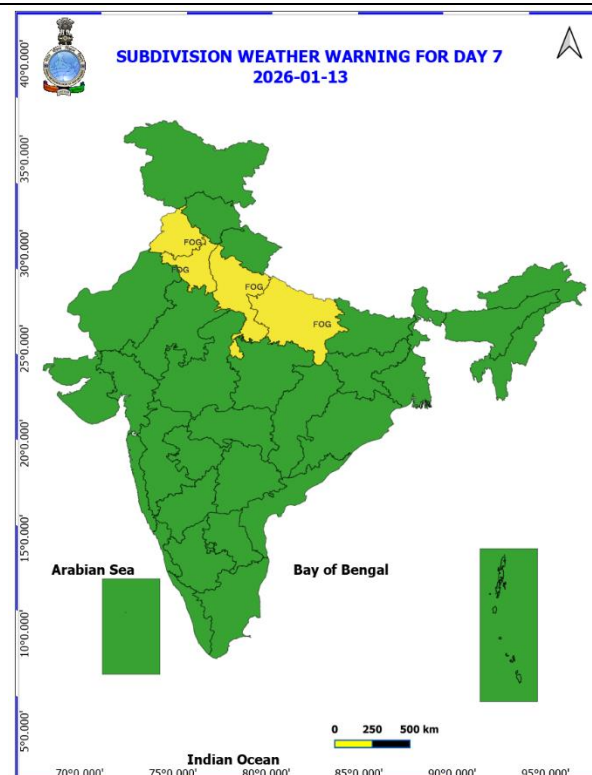 SUBDIVISION WEATHER WARNING FOR DAY 7
2026-01-13
40°0.000'
35°0.000'
30°0.000'
25°0.000'
20°0.000'
15°0.000'
10°0.000'
5°0.000'
FOG
FOG
FOG
FOG
Arabian Sea
Bay of Bengal
0 250 500 km
Indian Ocean
70°0.000' 75°0.000' 80°0.000' 85°0.000' 90°0.000' 95°0.000'